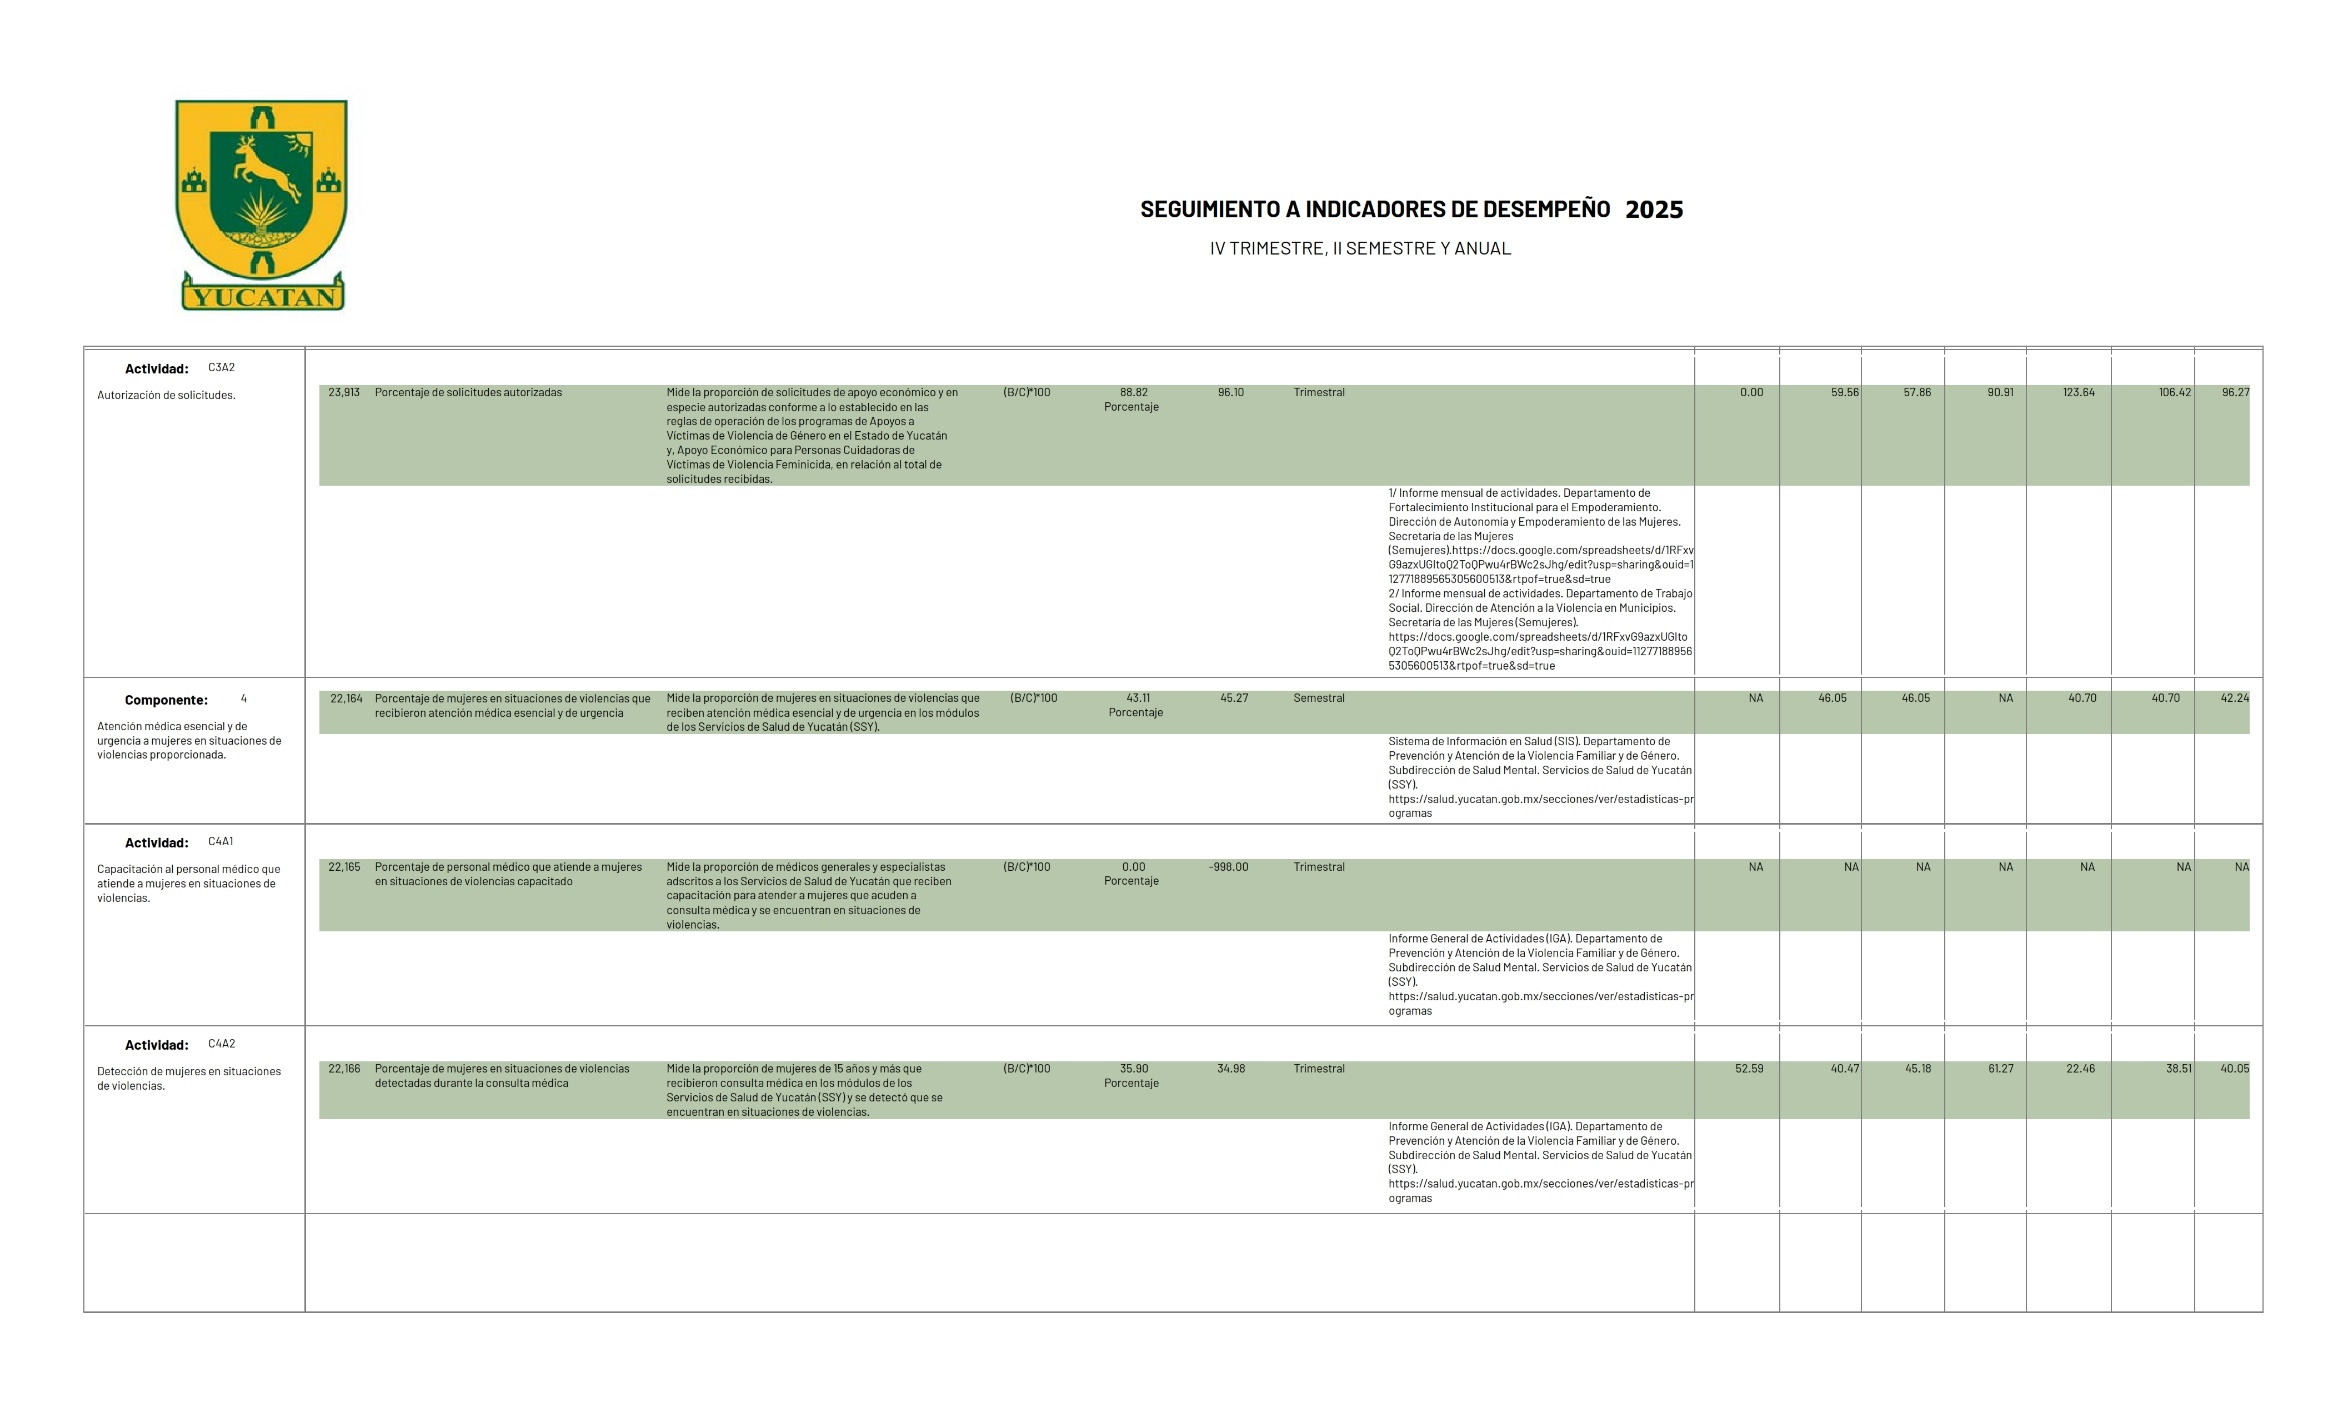 YUCATAN
SEGUIMIENTO A INDICADORES DE DESEMPEÑO 2025
IV TRIMESTRE, II SEMESTRE Y ANUAL
Actividad: C3A2
Autorización de solicitudes.
23,913 Porcentaje de solicitudes autorizadas Mide la proporción de solicitudes de apoyo económico y en (B/C)*100 88.82 96.10 Trimestral 0.00 59.56 57.86 90.91 123.64 106.42 96.27
especie autorizadas conforme a lo establecido en las Porcentaje
reglas de operación de los programas de Apoyos a
Víctimas de Violencia de Género en el Estado de Yucatán
y, Apoyo Económico para Personas Cuidadoras de
Víctimas de Violencia Feminicida, en relación al total de
solicitudes recibidas.
1/ Informe mensual de actividades. Departamento de
Fortalecimiento Institucional para el Empoderamiento.
Dirección de Autonomía y Empoderamiento de las Mujeres.
Secretaría de las Mujeres
(Semujeres).https://docs.google.com/spreadsheets/d/1RFxv
G9azxUGItoQ2ToQPwu4rBWc2sJhg/edit?usp=sharing&ouid=1
12771889565305600513&rtpof=true&sd=true
2/ Informe mensual de actividades. Departamento de Trabajo
Social. Dirección de Atención a la Violencia en Municipios.
Secretaría de las Mujeres (Semujeres).
https://docs.google.com/spreadsheets/d/1RFxvG9azxUGIto
Q2ToQPwu4rBWc2sJhg/edit?usp=sharing&ouid=11277188956
5305600513&rtpof=true&sd=true
Componente: 4
Atención médica esencial y de
urgencia a mujeres en situaciones de
violencias proporcionada.
22,164 Porcentaje de mujeres en situaciones de violencias que Mide la proporción de mujeres en situaciones de violencias que (B/C)*100 43.11 45.27 Semestral NA 46.05 46.05 NA 40.70 40.70 42.24
recibieron atención médica esencial y de urgencia reciben atención médica esencial y de urgencia en los módulos Porcentaje
de los Servicios de Salud de Yucatán (SSY).
Sistema de Información en Salud (SIS). Departamento de
Prevención y Atención de la Violencia Familiar y de Género.
Subdirección de Salud Mental. Servicios de Salud de Yucatán
(SSY).
https://salud.yucatan.gob.mx/secciones/ver/estadisticas-pr
ogramas
Actividad: C4A1
Capacitación al personal médico que
atiende a mujeres en situaciones de
violencias.
22,165 Porcentaje de personal médico que atiende a mujeres Mide la proporción de médicos generales y especialistas (B/C)*100 0.00 -998.00 Trimestral NA NA NA NA NA NA NA
en situaciones de violencias capacitado adscritos a los Servicios de Salud de Yucatán que reciben Porcentaje
capacitación para atender a mujeres que acuden a
consulta médica y se encuentran en situaciones de
violencias.
Informe General de Actividades (IGA). Departamento de
Prevención y Atención de la Violencia Familiar y de Género.
Subdirección de Salud Mental. Servicios de Salud de Yucatán
(SSY).
https://salud.yucatan.gob.mx/secciones/ver/estadisticas-pr
ogramas
Actividad: C4A2
Detección de mujeres en situaciones
de violencias.
22,166 Porcentaje de mujeres en situaciones de violencias Mide la proporción de mujeres de 15 años y más que (B/C)*100 35.90 34.98 Trimestral 52.59 40.47 45.18 61.27 22.46 38.51 40.05
detectadas durante la consulta médica recibieron consulta médica en los módulos de los Porcentaje
Servicios de Salud de Yucatán (SSY) y se detectó que se
encuentran en situaciones de violencias.
Informe General de Actividades (IGA). Departamento de
Prevención y Atención de la Violencia Familiar y de Género.
Subdirección de Salud Mental. Servicios de Salud de Yucatán
(SSY).
https://salud.yucatan.gob.mx/secciones/ver/estadisticas-pr
ogramas